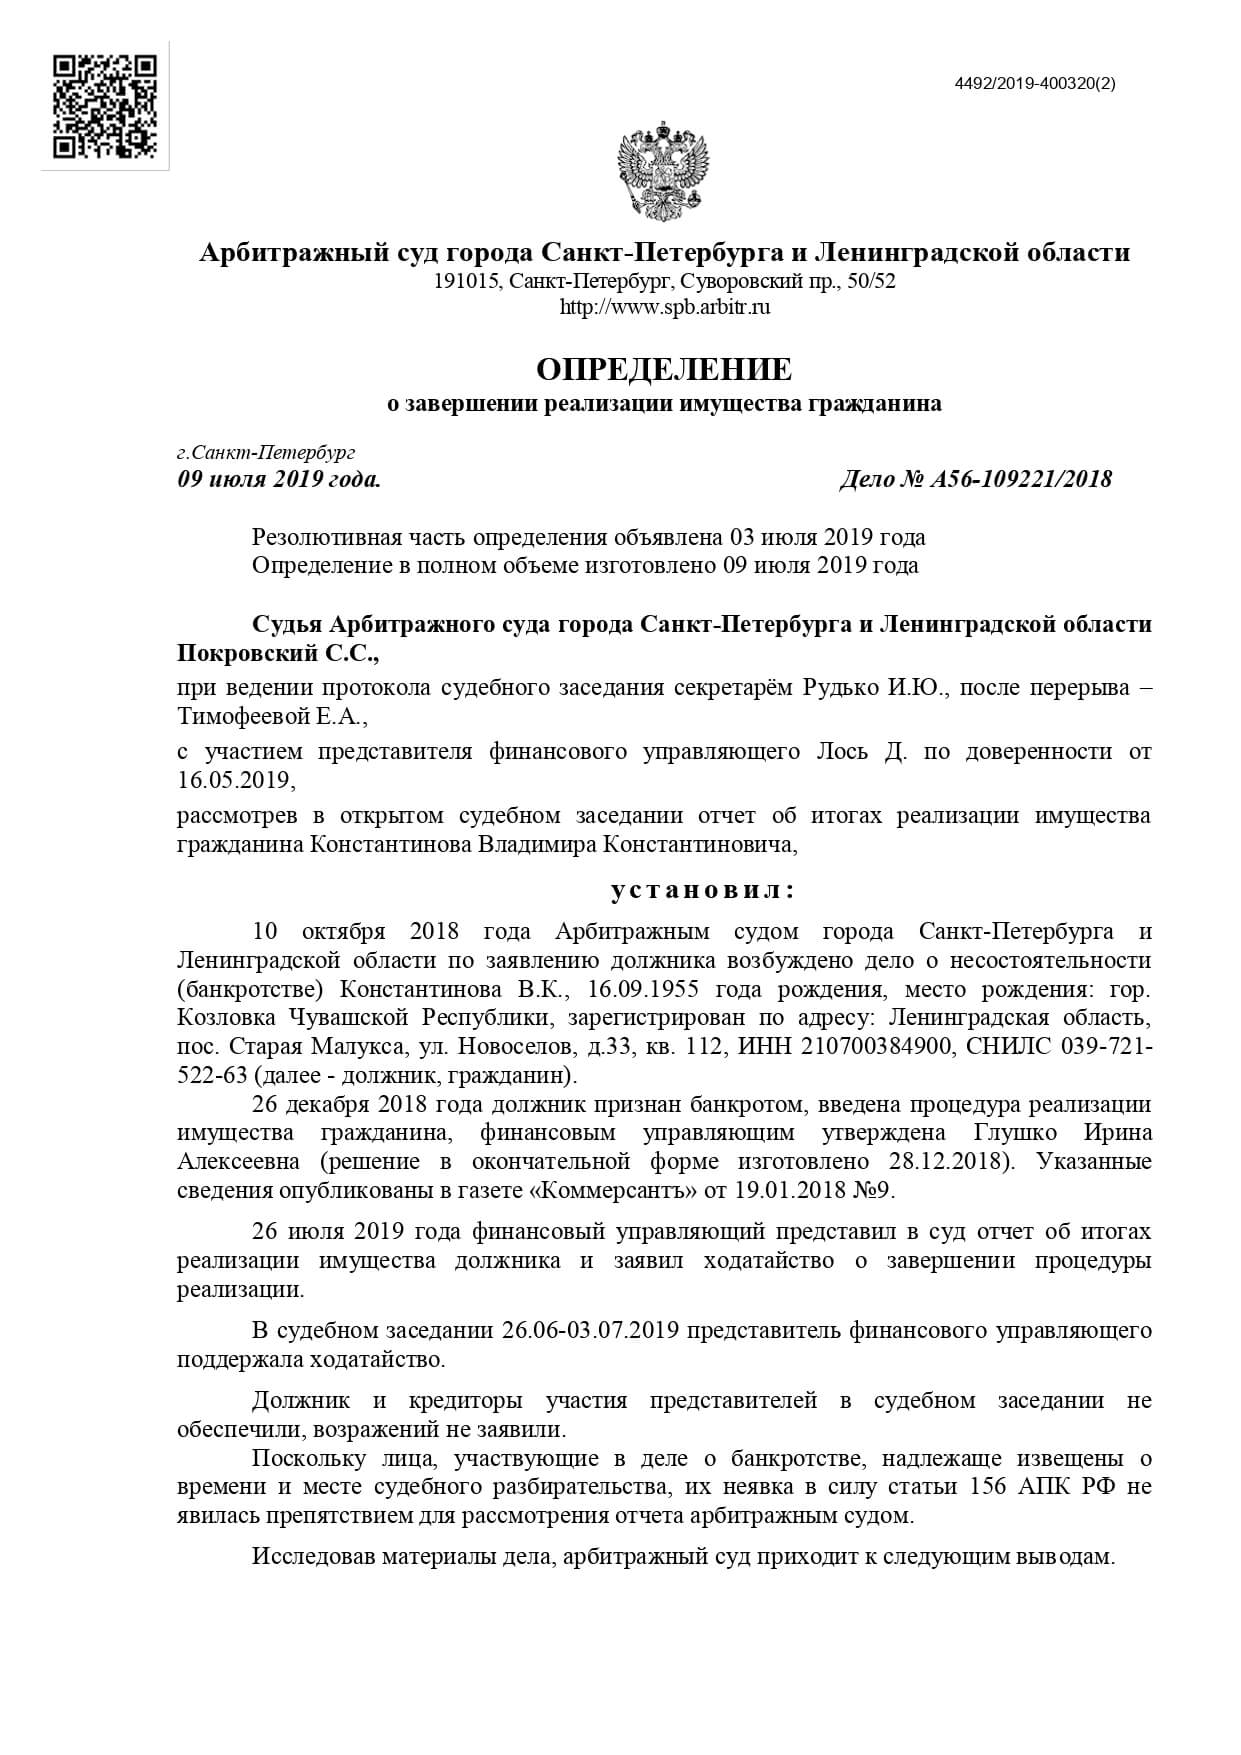 4492/2019-400320(2)
Арбитражный суд города Санкт-Петербурга и Ленинградской области
191015, Санкт-Петербург, Суворовский пр., 50/52
http://www.spb.arbitr.ru
ОПРЕДЕЛЕНИЕ
о завершении реализации имущества гражданина
г.Санкт-Петербург
09 июля 2019 года. Дело № А56-109221/2018
Резолютивная часть определения объявлена 03 июля 2019 года
Определение в полном объеме изготовлено 09 июля 2019 года
Судья Арбитражного суда города Санкт-Петербурга и Ленинградской области
Покровский С.С.,
при ведении протокола судебного заседания секретарём Рудько И.Ю., после перерыва –
Тимофеевой Е.А.,
с участием представителя финансового управляющего Лось Д. по доверенности от
16.05.2019,
рассмотрев в открытом судебном заседании отчет об итогах реализации имущества
гражданина Константинова Владимира Константиновича,
установил:
10 октября 2018 года Арбитражным судом города Санкт-Петербурга и
Ленинградской области по заявлению должника возбуждено дело о несостоятельности
(банкротстве) Константинова В.К., 16.09.1955 года рождения, место рождения: гор.
Козловка Чувашской Республики, зарегистрирован по адресу: Ленинградская область,
пос. Старая Малукса, ул. Новоселов, д.33, кв. 112, ИНН 210700384900, СНИЛС 039-721-
522-63 (далее - должник, гражданин).
26 декабря 2018 года должник признан банкротом, введена процедура реализации
имущества гражданина, финансовым управляющим утверждена Глушко Ирина
Алексеевна (решение в окончательной форме изготовлено 28.12.2018). Указанные
сведения опубликованы в газете «Коммерсантъ» от 19.01.2018 №9.
26 июля 2019 года финансовый управляющий представил в суд отчет об итогах
реализации имущества должника и заявил ходатайство о завершении процедуры
реализации.
В судебном заседании 26.06-03.07.2019 представитель финансового управляющего
поддержала ходатайство.
Должник и кредиторы участия представителей в судебном заседании не
обеспечили, возражений не заявили.
Поскольку лица, участвующие в деле о банкротстве, надлежаще извещены о
времени и месте судебного разбирательства, их неявка в силу статьи 156 АПК РФ не
явилась препятствием для рассмотрения отчета арбитражным судом.
Исследовав материалы дела, арбитражный суд приходит к следующим выводам.